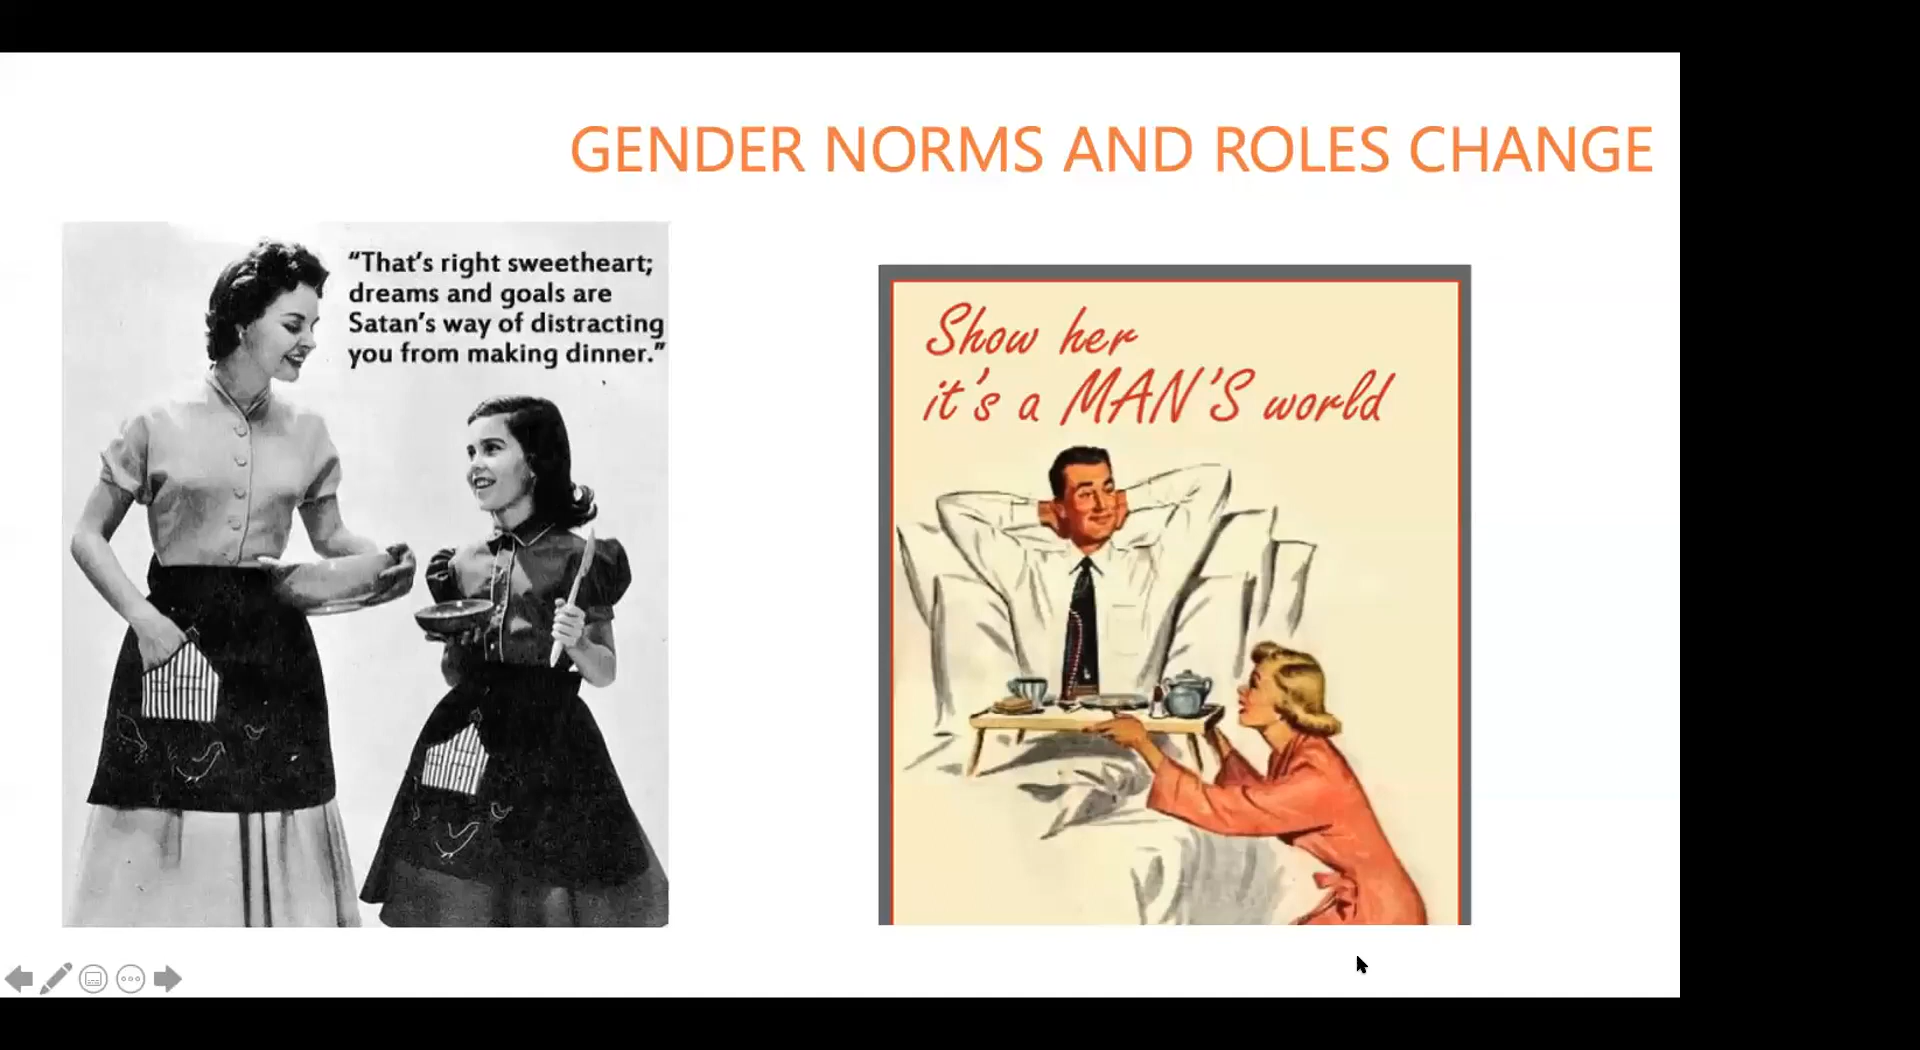 GENDER NORMS AND ROLES CHANGE
“That’s right sweetheart;
dreams and goals are
Satan’s way of distracting
you from making dinner.”
Show her
it’s a MAN’S world